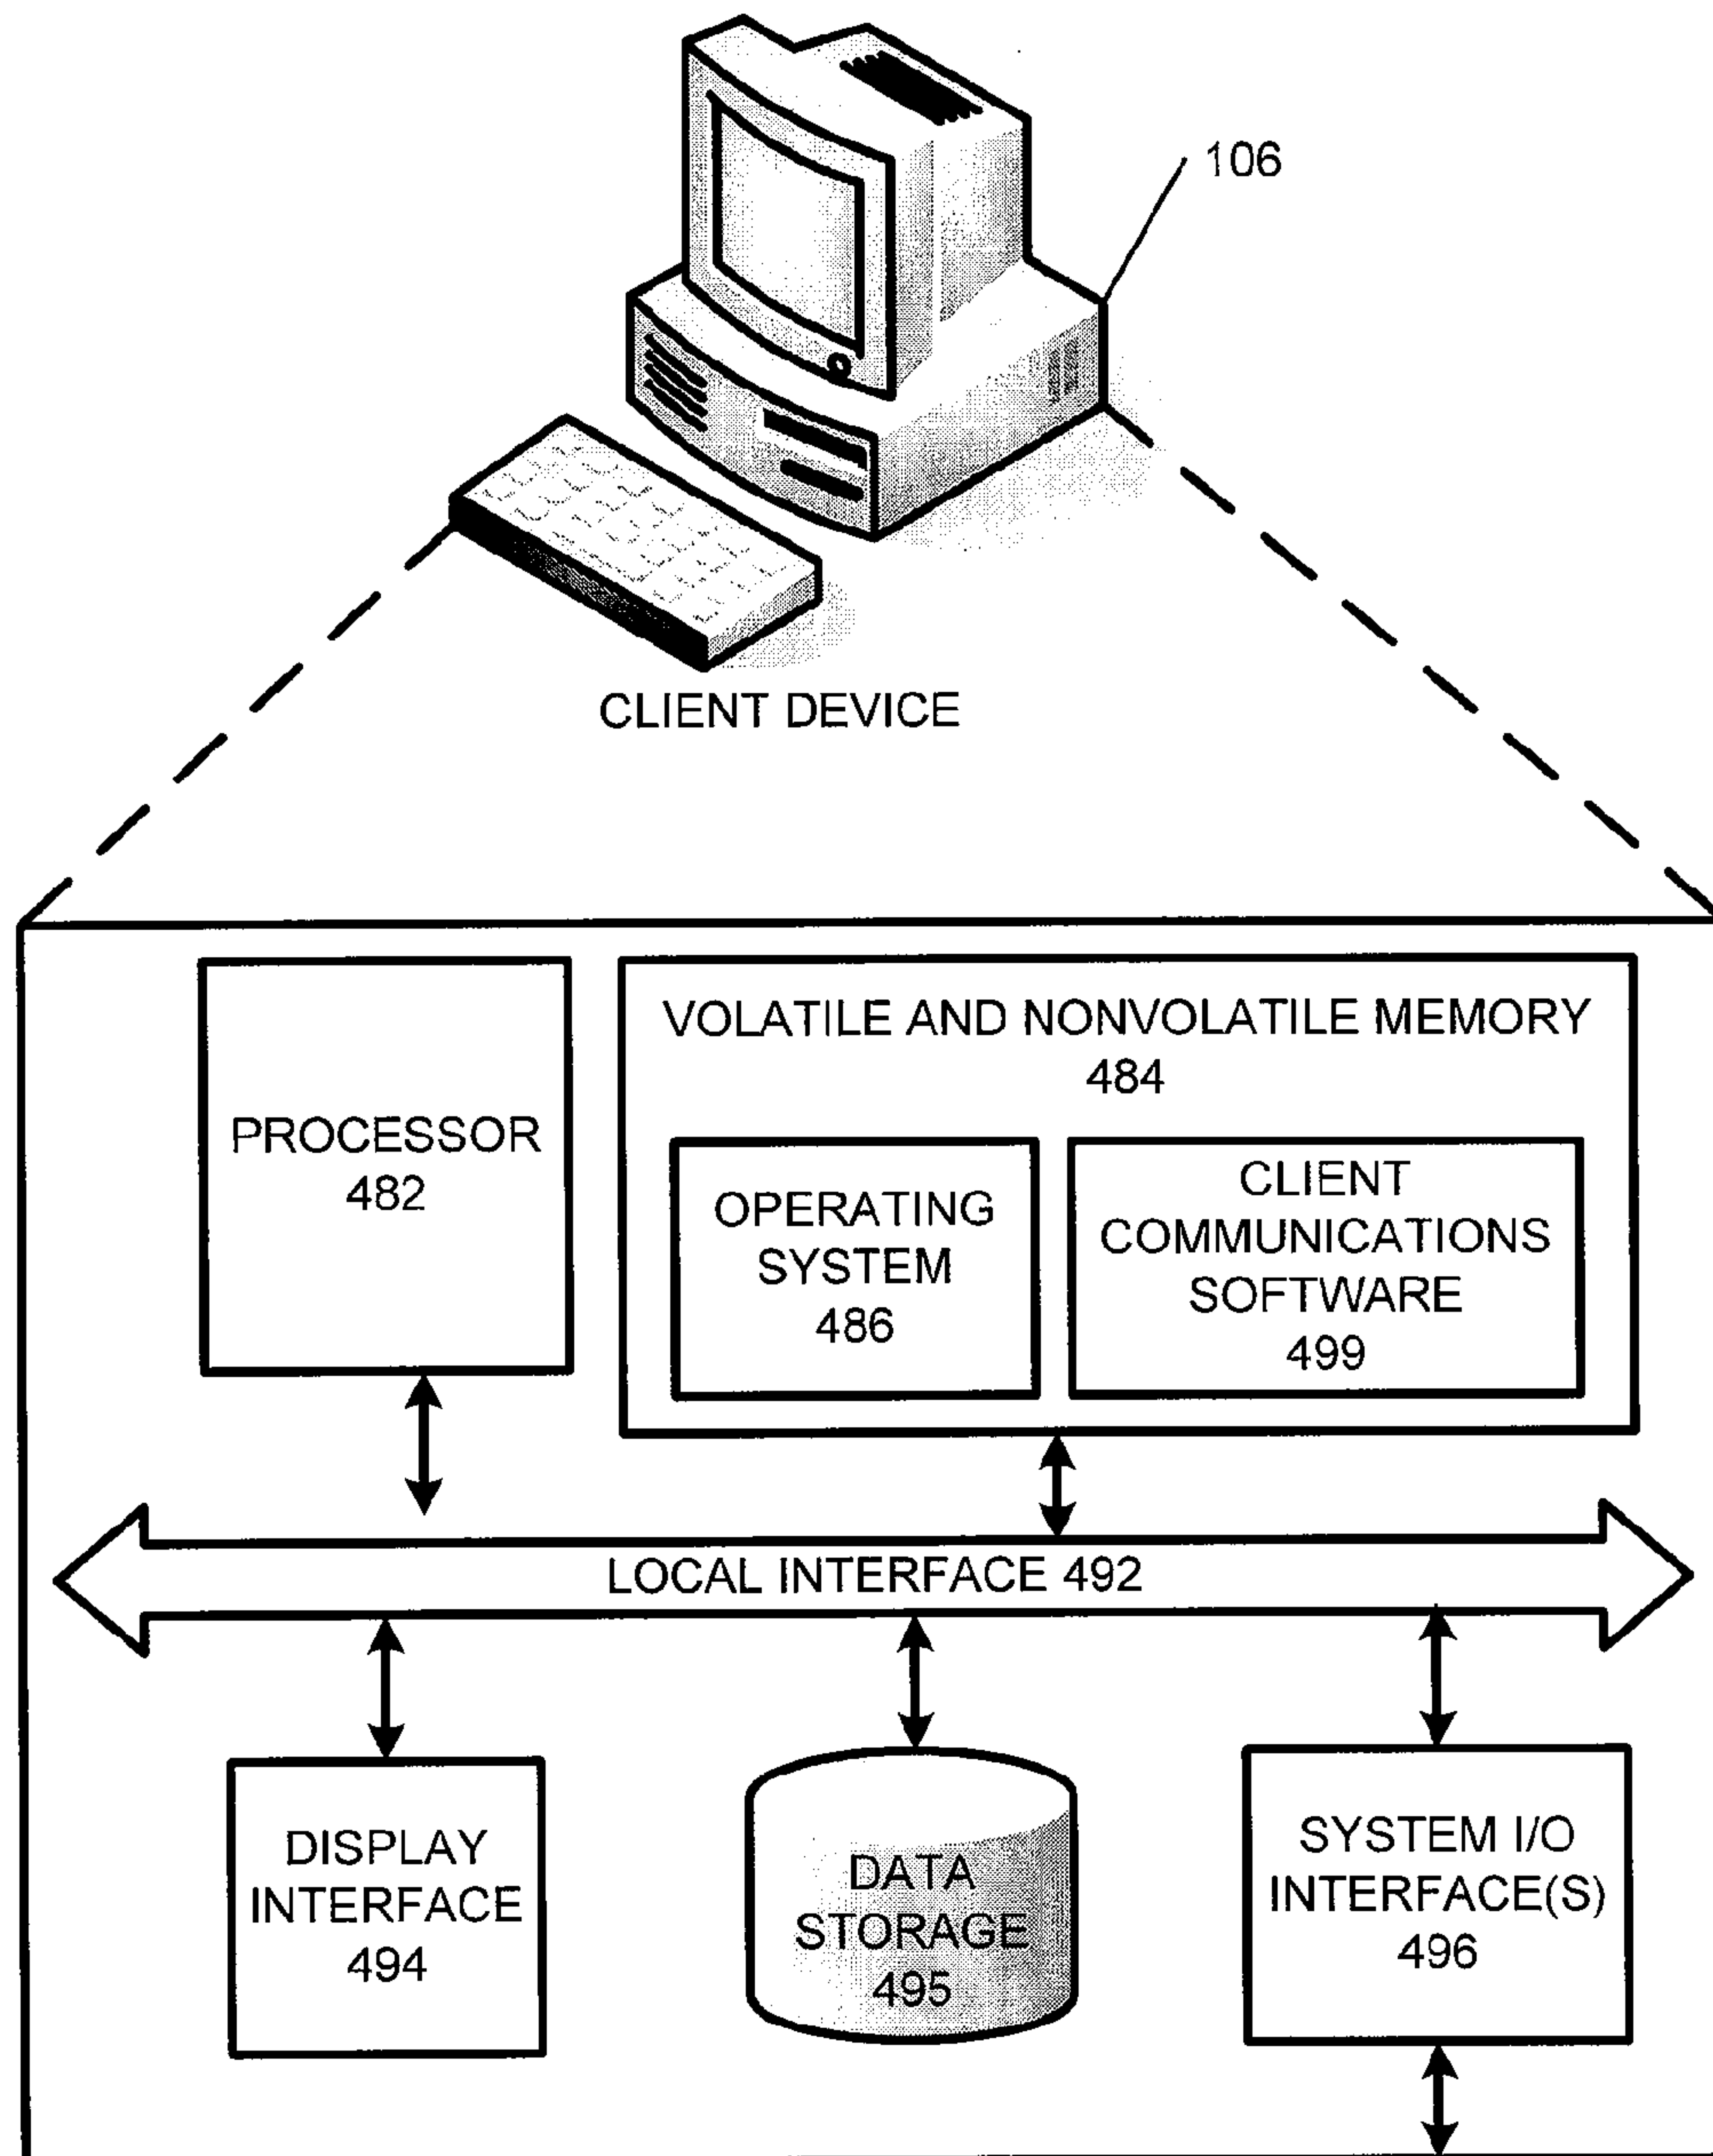 106
CLIENT DEVICE
PROCESSOR
482
VOLATILE AND NONVOLATILE MEMORY
484
OPERATING
SYSTEM
486
CLIENT
COMMUNICATIONS
SOFTWARE
499
LOCAL INTERFACE 492
DISPLAY
INTERFACE
494
DATA
STORAGE
495
SYSTEM I/O
INTERFACE(S)
496